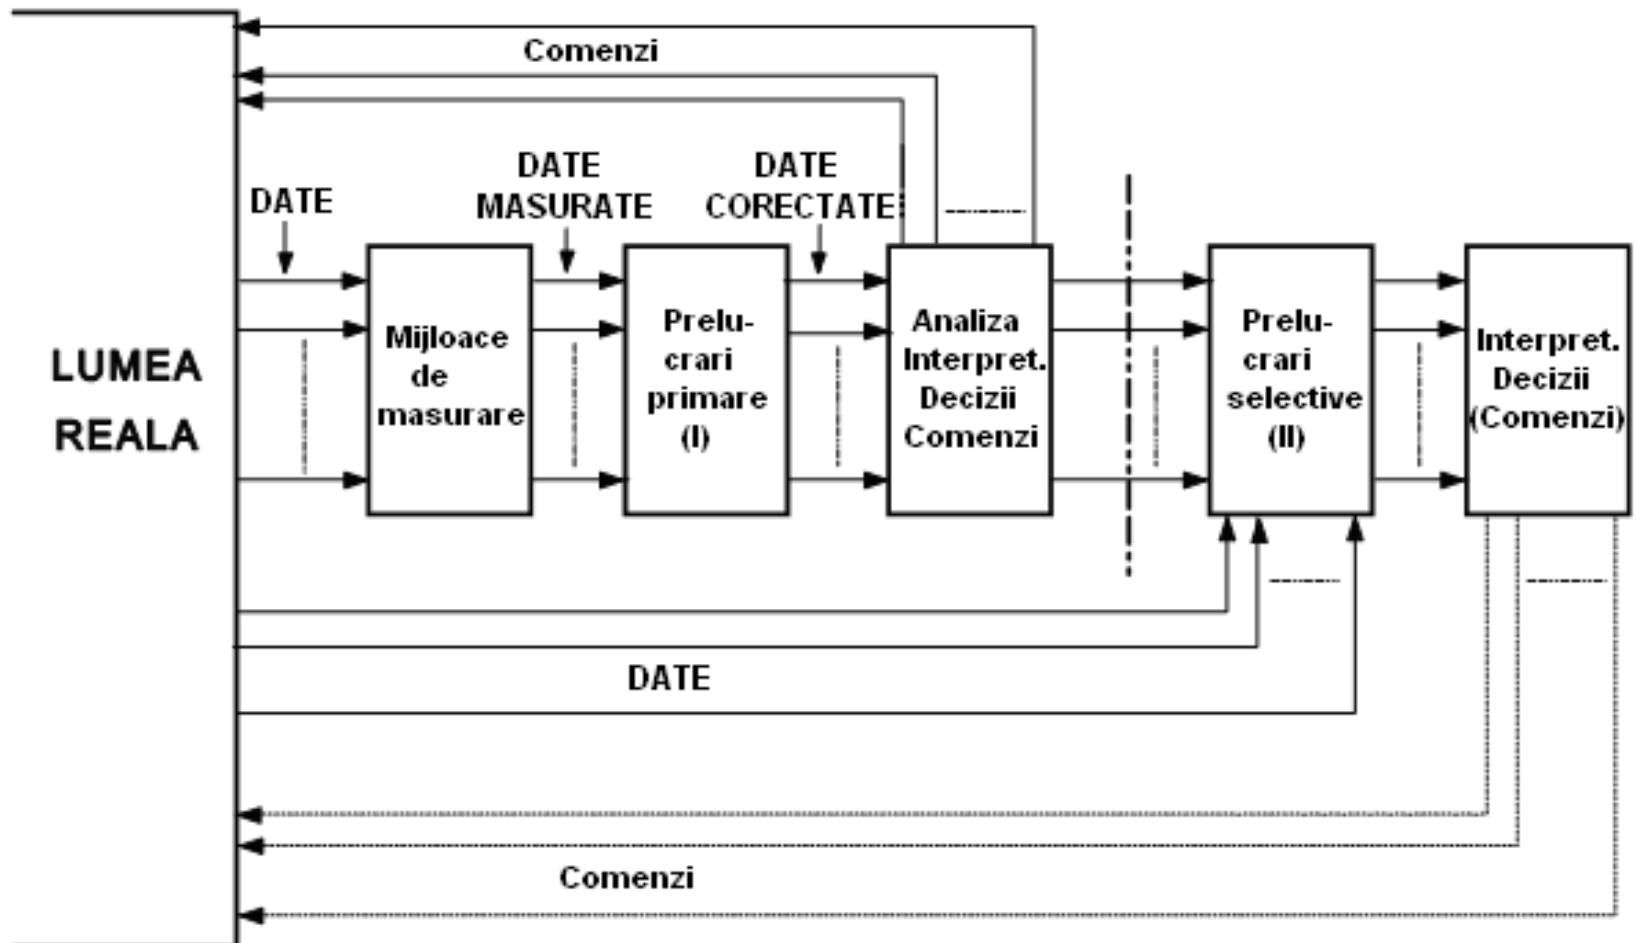 Comenzi
DATE
DATE
MASURATE
DATE
CORECTATE
LUMEA
REALA
Mijloace
de
masurare
Prelu-
crari
primare
(I)
Analiza
Interpret.
Decizii
Comenzi
Prelu-
crari
selective
(II)
Interpret.
Decizii
(Comenzi)
DATE
Comenzi